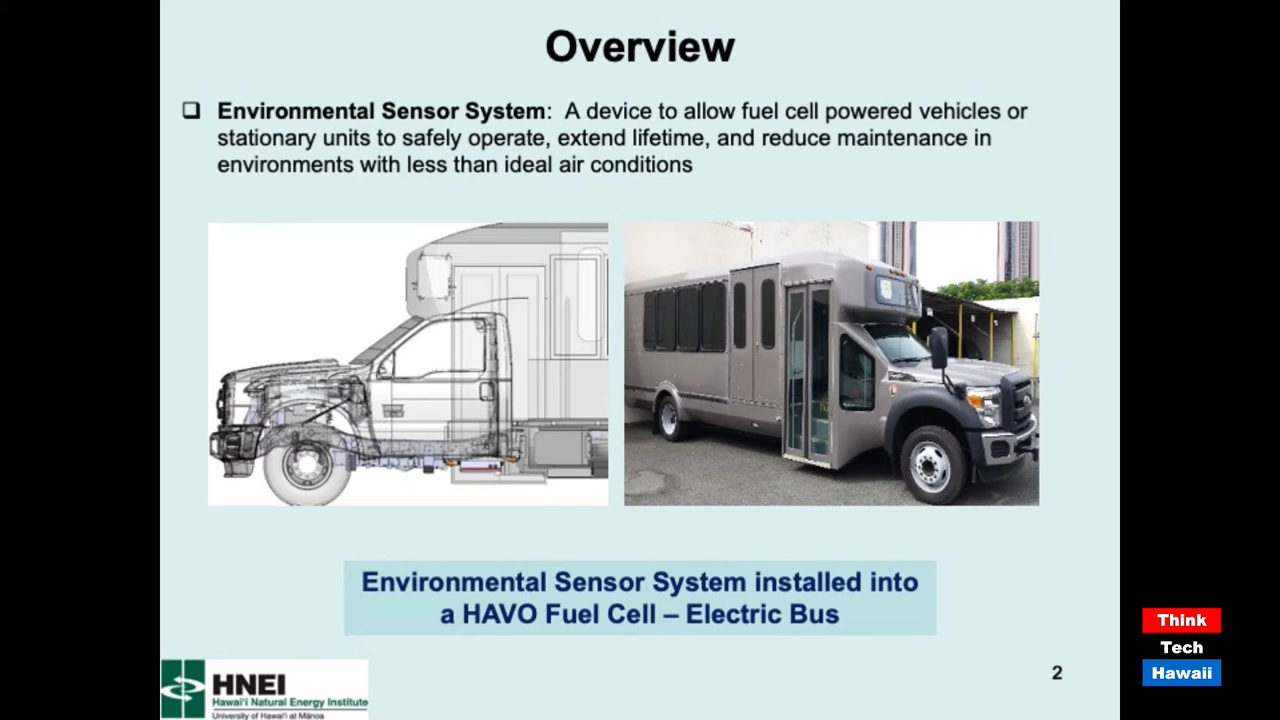 Overview
❑ Environmental Sensor System: A device to allow fuel cell powered vehicles or
stationary units to safely operate, extend lifetime, and reduce maintenance in
environments with less than ideal air conditions
Environmental Sensor System installed into
a HAVO Fuel Cell – Electric Bus
HNEI
Hawai‘i Natural Energy Institute
University of Hawai‘i at Mānoa
2
Think
Tech
Hawaii